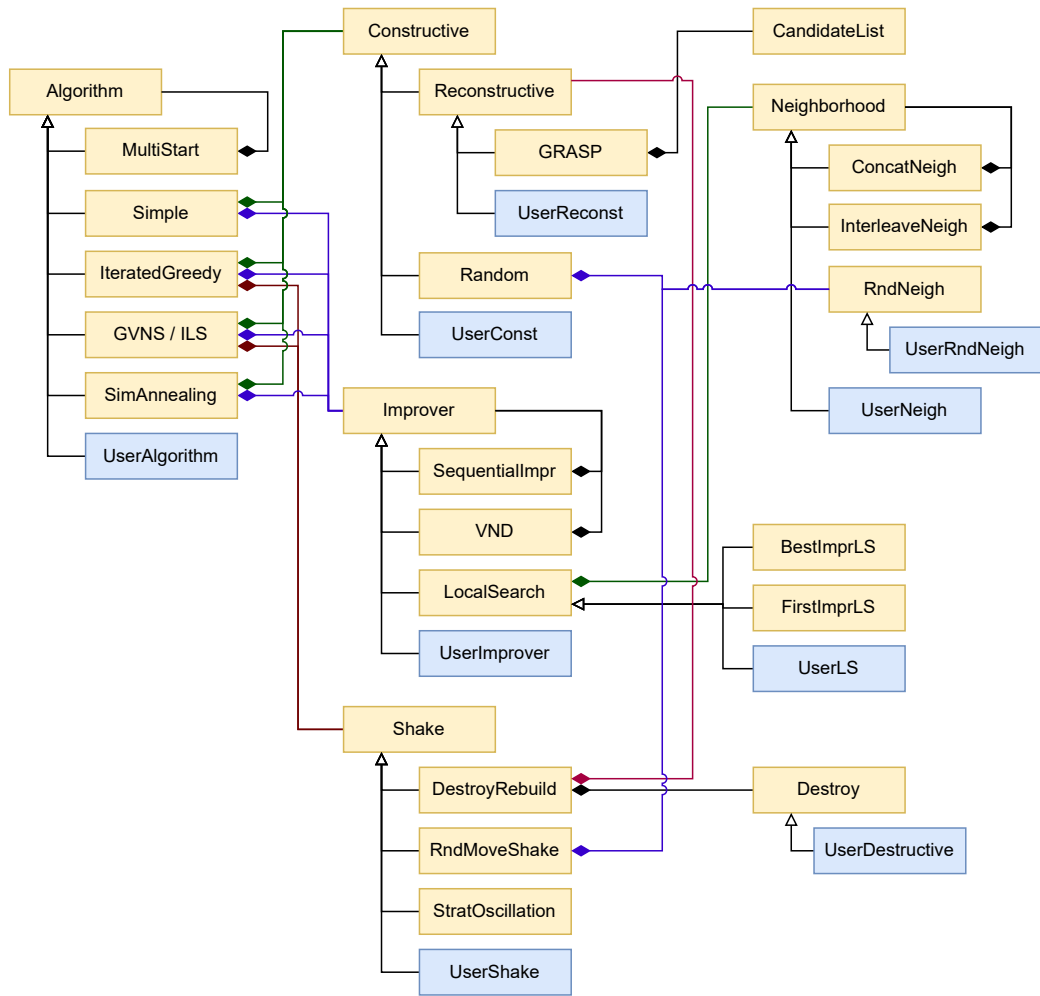 Constructive
CandidateList
Algorithm
Reconstructive
Neighborhood
MultiStart
GRASP
ConcatNeigh
Simple
UserReconst
InterleaveNeigh
IteratedGreedy
Random
RndNeigh
GVNS / ILS
UserConst
UserRndNeigh
SimAnnealing
Improver
UserNeigh
UserAlgorithm
SequentialImpr
VND
BestImprLS
LocalSearch
FirstImprLS
UserImprover
UserLS
Shake
DestroyRebuild
Destroy
RndMoveShake
UserDestructive
StratOscillation
UserShake